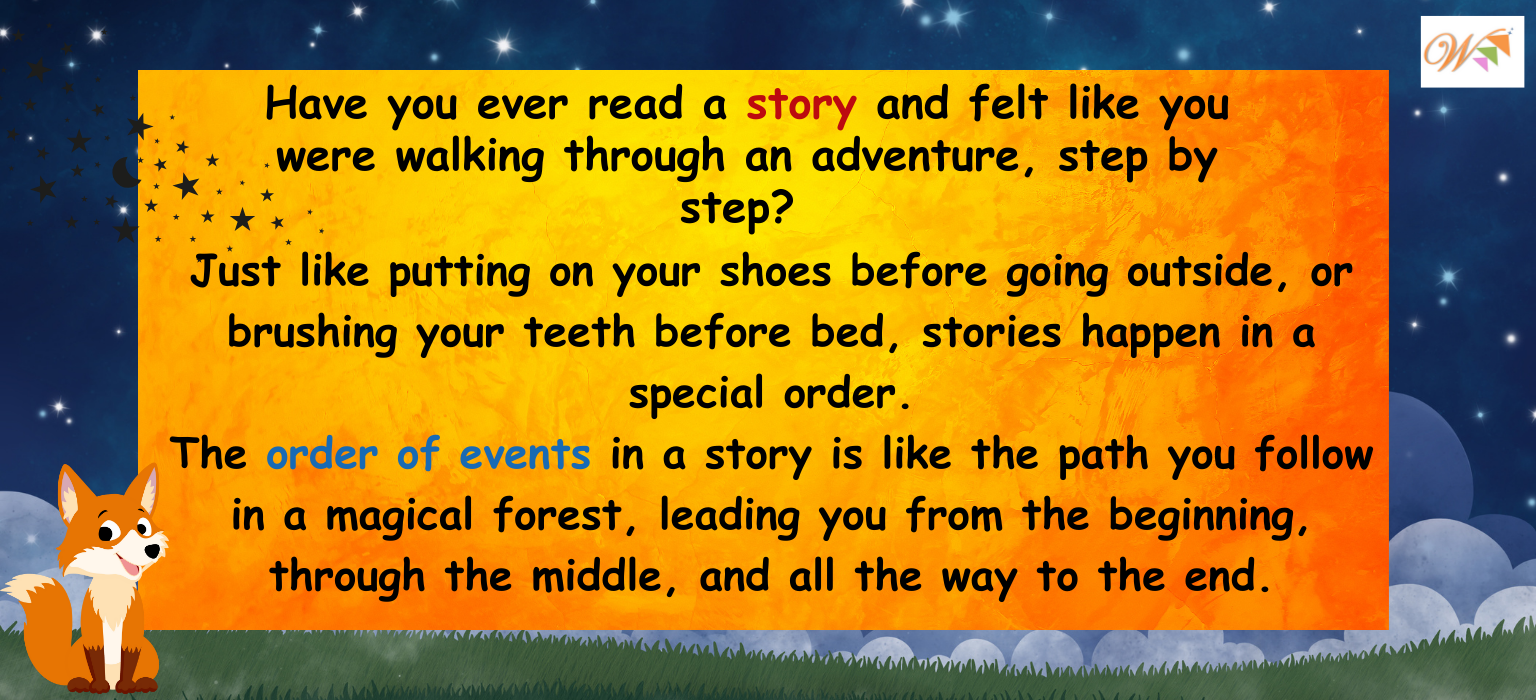 W
Have you ever read a story and felt like you
were walking through an adventure, step by
step?
Just like putting on your shoes before going outside, or
brushing your teeth before bed, stories happen in a
special order.
The order of events in a story is like the path you follow
in a magical forest, leading you from the beginning,
through the middle, and all the way to the end.